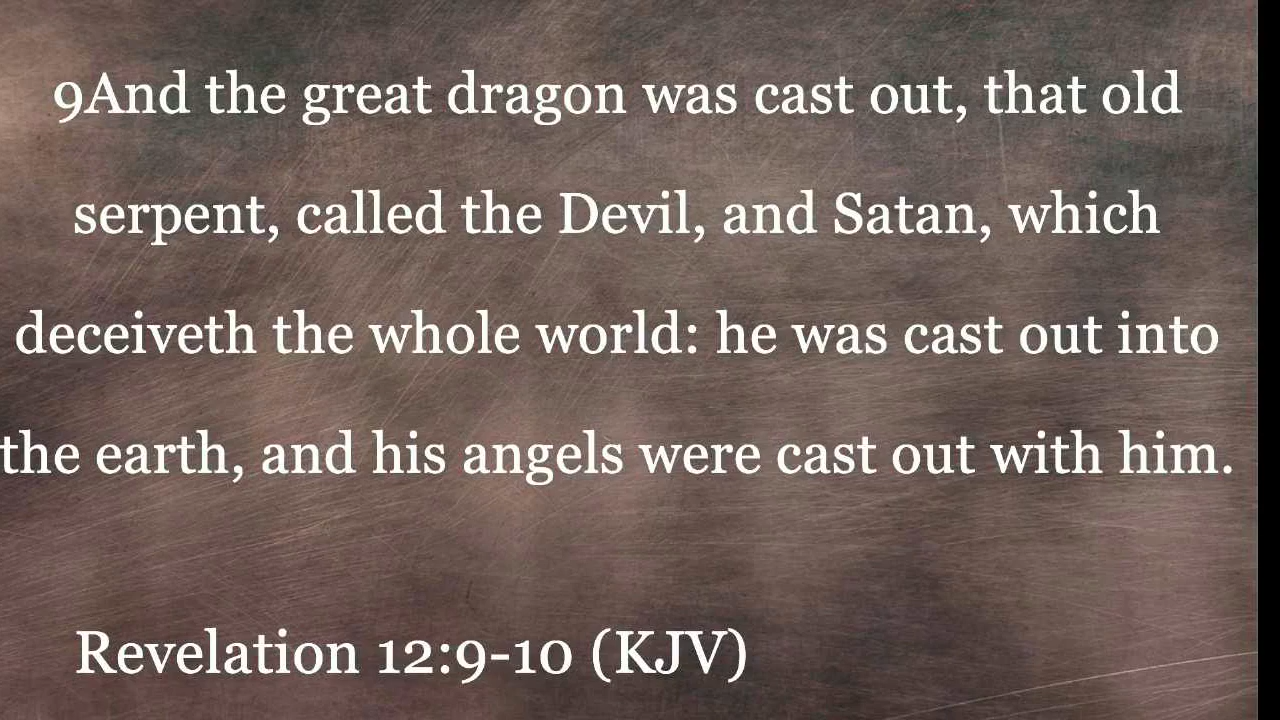 9And the great dragon was cast out, that old
serpent, called the Devil, and Satan, which
deceiveth the whole world: he was cast out into
the earth, and his angels were cast out with him.
Revelation 12:9-10 (KJV)